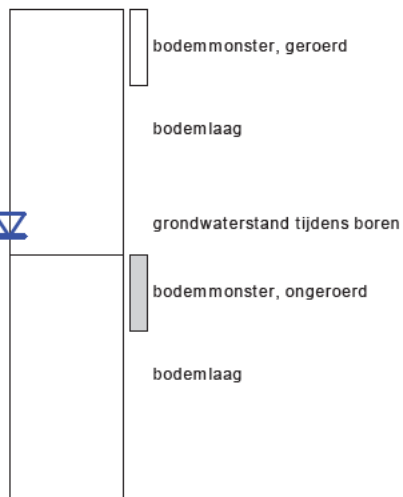 bodemmonster, geroerd
bodemlaag
grondwaterstand tijdens boren
bodemmonster, ongeroerd
bodemlaag